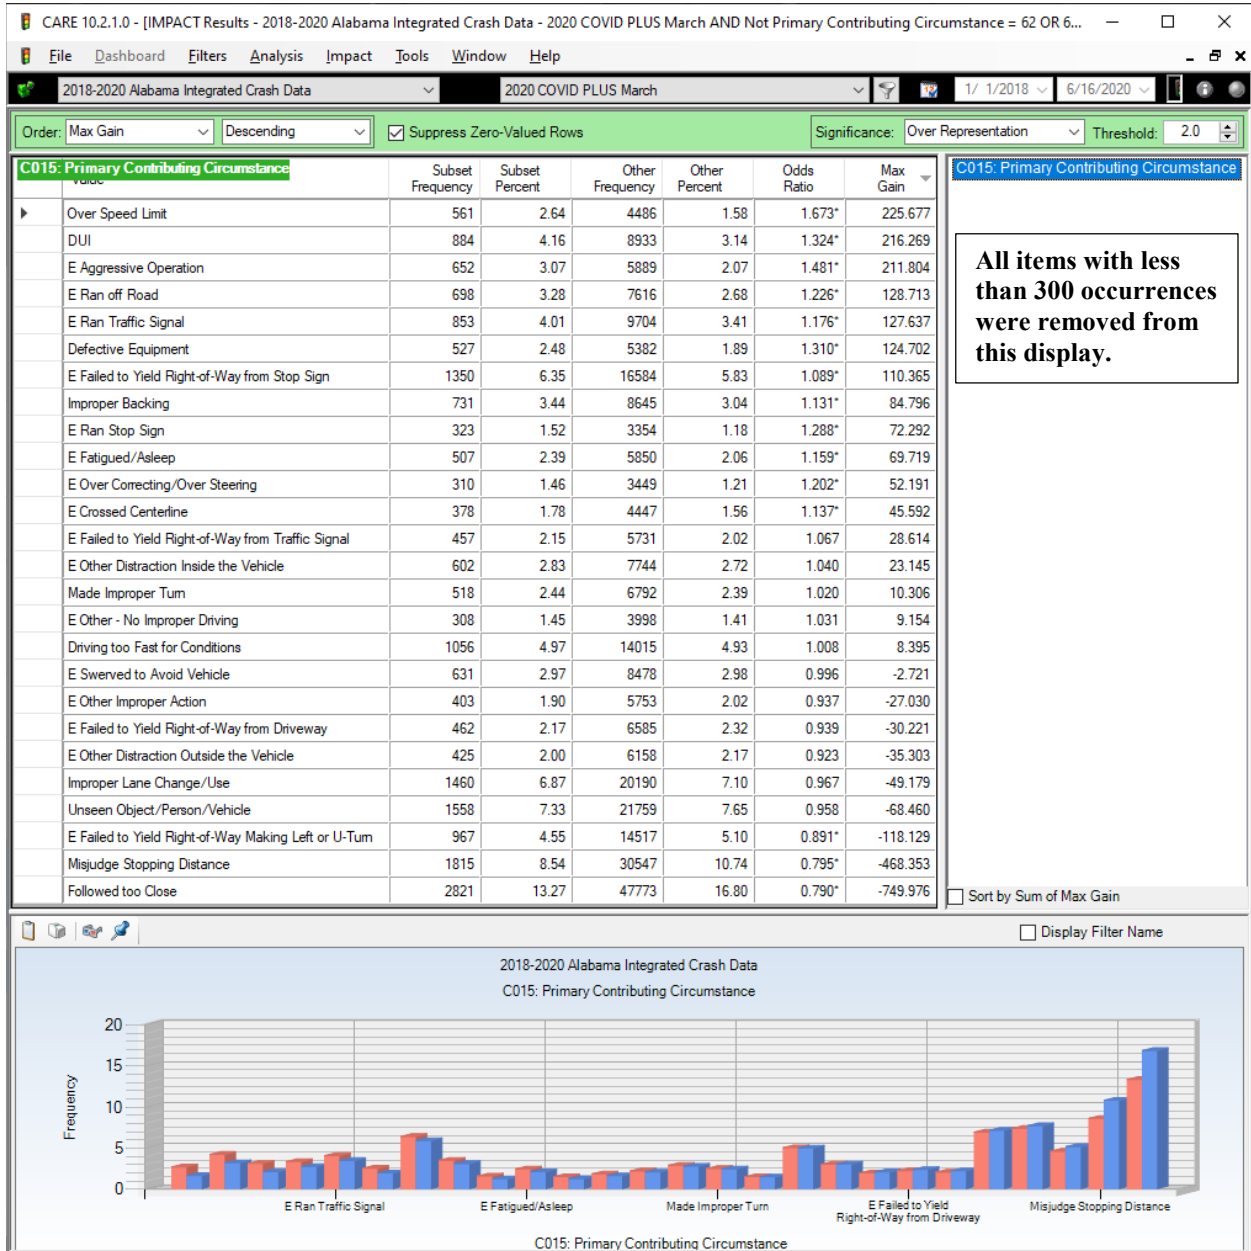 CARE 10.2.1.0 - [IMPACT Results - 2018-2020 Alabama Integrated Crash Data - 2020 COVID PLUS March AND Not Primary Contributing Circumstance = 62 OR 6...
File Dashboard Filters Analysis Impact Tools Window Help
2018-2020 Alabama Integrated Crash Data 2020 COVID PLUS March 1/ 1/2018 6/16/2020
Order: Max Gain Descending Suppress Zero-Valued Rows Significance: Over Representation Threshold: 2.0
C015: Primary Contributing Circumstance Subset Frequency Subset Percent Other Frequency Other Percent Odds Ratio Max Gain
Over Speed Limit 561 2.64 4486 1.58 1.673* 225.677
DUI 884 4.16 8933 3.14 1.324* 216.269
E Aggressive Operation 652 3.07 5889 2.07 1.481* 211.804
E Ran off Road 698 3.28 7616 2.68 1.226* 128.713
E Ran Traffic Signal 853 4.01 9704 3.41 1.176* 127.637
Defective Equipment 527 2.48 5382 1.89 1.310* 124.702
E Failed to Yield Right-of-Way from Stop Sign 1350 6.35 16584 5.83 1.089* 110.365
Improper Backing 731 3.44 8645 3.04 1.131* 84.796
E Ran Stop Sign 323 1.52 3354 1.18 1.288* 72.292
E Fatigued/Asleep 507 2.39 5850 2.06 1.159* 69.719
E Over Correcting/Over Steering 310 1.46 3449 1.21 1.202* 52.191
E Crossed Centerline 378 1.78 4447 1.56 1.137* 45.592
E Failed to Yield Right-of-Way from Traffic Signal 457 2.15 5731 2.02 1.067 28.614
E Other Distraction Inside the Vehicle 602 2.83 7744 2.72 1.040 23.145
Made Improper Turn 518 2.44 6792 2.39 1.020 10.306
E Other - No Improper Driving 308 1.45 3998 1.41 1.031 9.154
Driving too Fast for Conditions 1056 4.97 14015 4.93 1.008 8.395
E Swerved to Avoid Vehicle 631 2.97 8478 2.98 0.996 -2.721
E Other Improper Action 403 1.90 5753 2.02 0.937 -27.030
E Failed to Yield Right-of-Way from Driveway 462 2.17 6585 2.32 0.939 -30.221
E Other Distraction Outside the Vehicle 425 2.00 6158 2.17 0.923 -35.303
Improper Lane Change/Use 1460 6.87 20190 7.10 0.967 -49.179
Unseen Object/Person/Vehicle 1558 7.33 21759 7.65 0.958 -68.460
E Failed to Yield Right-of-Way Making Left or U-Turn 967 4.55 14517 5.10 0.891* -118.129
Misjudge Stopping Distance 1815 8.54 30547 10.74 0.795* -468.353
Followed too Close 2821 13.27 47773 16.80 0.790* -749.976
C015: Primary Contributing Circumstance
All items with less
than 300 occurrences
were removed from
this display.
Sort by Sum of Max Gain
Display Filter Name
2018-2020 Alabama Integrated Crash Data
C015: Primary Contributing Circumstance
Frequency
20
15
10
5
0
E Ran Traffic Signal
E Fatigued/Asleep
Made Improper Turn
E Failed to Yield
Right-of-Way from Driveway
Misjudge Stopping Distance
C015: Primary Contributing Circumstance